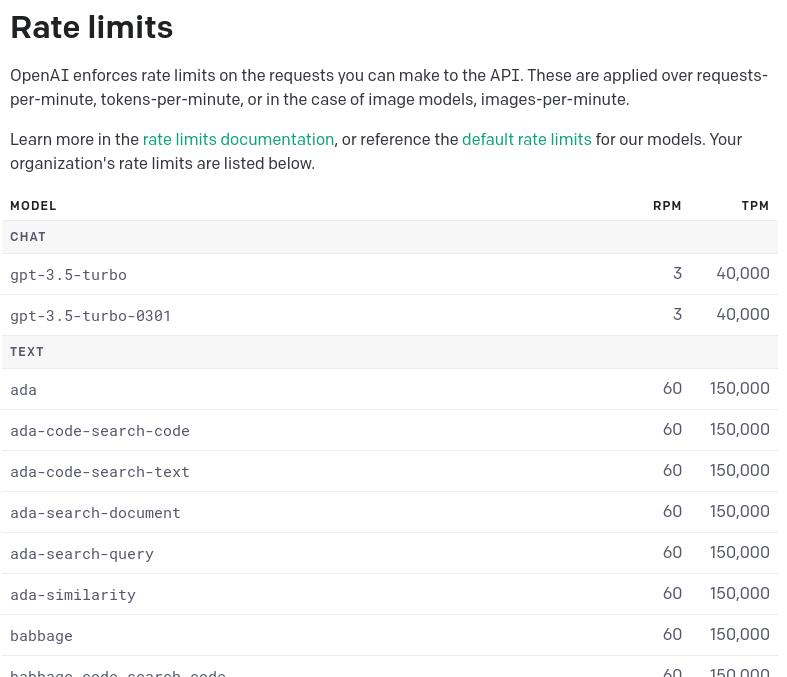 Rate limits
OpenAI enforces rate limits on the requests you can make to the API. These are applied over requests-
per-minute, tokens-per-minute, or in the case of image models, images-per-minute.
Learn more in the rate limits documentation, or reference the default rate limits for our models. Your
organization's rate limits are listed below.
MODEL RPM TPM
CHAT
gpt-3.5-turbo 3 40,000
gpt-3.5-turbo-0301 3 40,000
TEXT
ada 60 150,000
ada-code-search-code 60 150,000
ada-code-search-text 60 150,000
ada-search-document 60 150,000
ada-search-query 60 150,000
ada-similarity 60 150,000
babbage 60 150,000
babbage-code-search-code 60 150,000